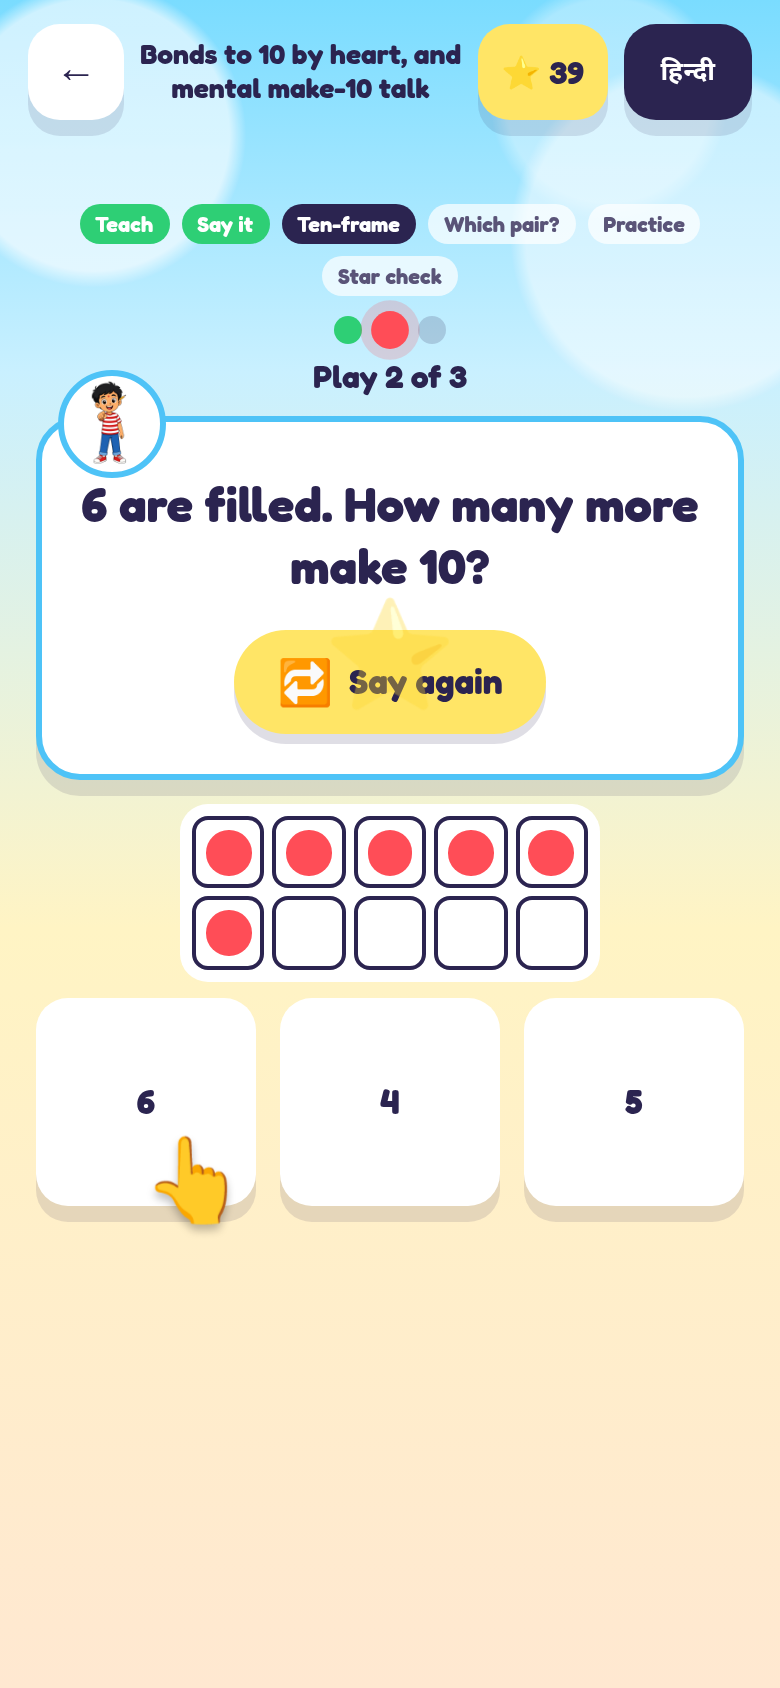 ←
Bonds to 10 by heart, and
mental make-10 talk
39
हिन्दी
Teach
Say it
Ten-frame
Which pair?
Practice
Star check
Play 2 of 3
6 are filled. How many more
make 10?
Say again
6
4
5